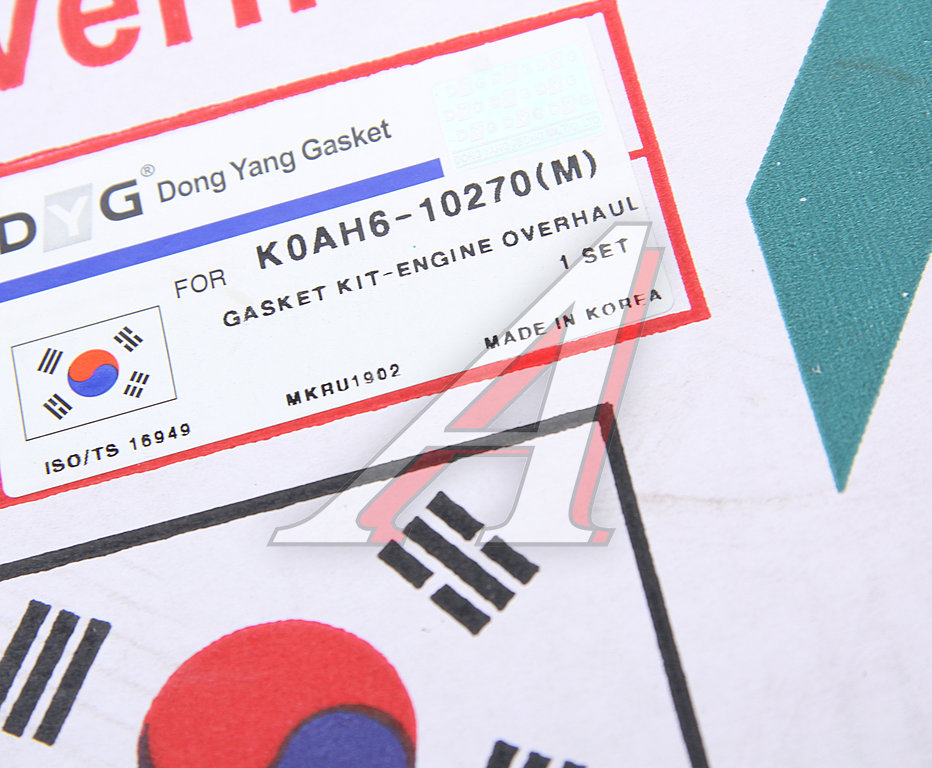 DYG® Dong Yang Gasket
FOR K0AH6-10270(M)
GASKET KIT-ENGINE OVERHAUL
1 SET
MADE IN KOREA
MKRU1902
ISO/TS 16949